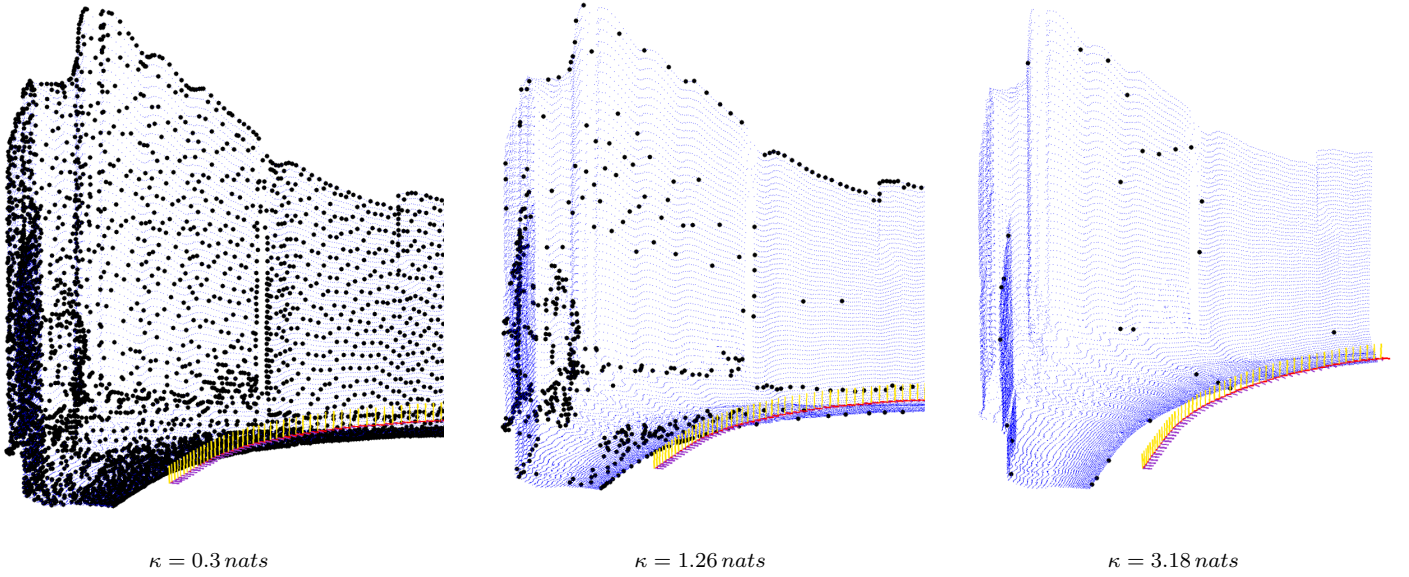 κ = 0.3 nats
κ = 1.26 nats
κ = 3.18 nats